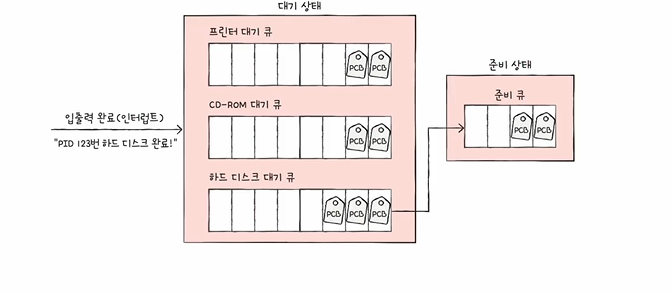 대기 상태
프린터 대기 큐
PCB PCB
준비 상태
준비 큐
PCB PCB
입출력 완료(인터럽트)
"PID 123번 하드 디스크 완료!"
CD-ROM 대기 큐
PCB PCB
하드 디스크 대기 큐
PCB PCB PCB